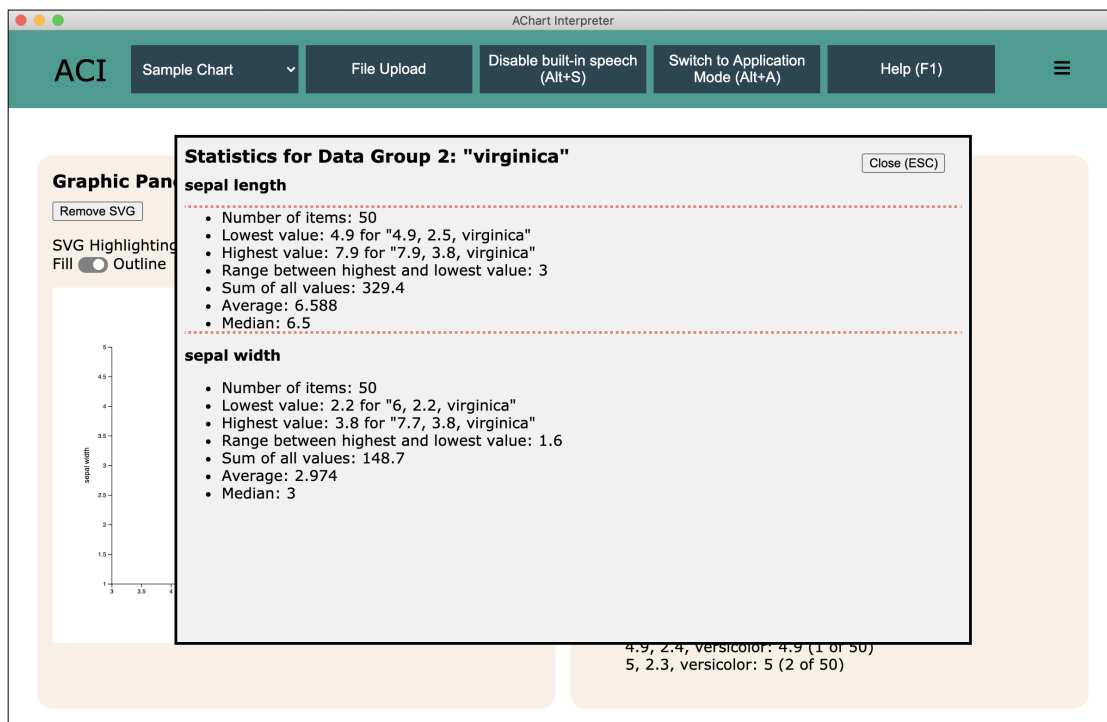 AChart Interpreter
ACI
Sample Chart
File Upload
Disable built-in speech
(Alt+S)
Switch to Application
Mode (Alt+A)
Help (F1)
Graphic Pan
Remove SVG
SVG Highlighting
Fill Outline
5
4.5
4
3.5
3
2.5
2
1.5
1
sepal width
3
3.5
4
Statistics for Data Group 2: "virginica"
Close (ESC)
sepal length
• Number of items: 50
• Lowest value: 4.9 for "4.9, 2.5, virginica"
• Highest value: 7.9 for "7.9, 3.8, virginica"
• Range between highest and lowest value: 3
• Sum of all values: 329.4
• Average: 6.588
• Median: 6.5
sepal width
• Number of items: 50
• Lowest value: 2.2 for "6, 2.2, virginica"
• Highest value: 3.8 for "7.7, 3.8, virginica"
• Range between highest and lowest value: 1.6
• Sum of all values: 148.7
• Average: 2.974
• Median: 3
4.9, 2.4, versicolor: 4.9 (1 of 50)
5, 2.3, versicolor: 5 (2 of 50)